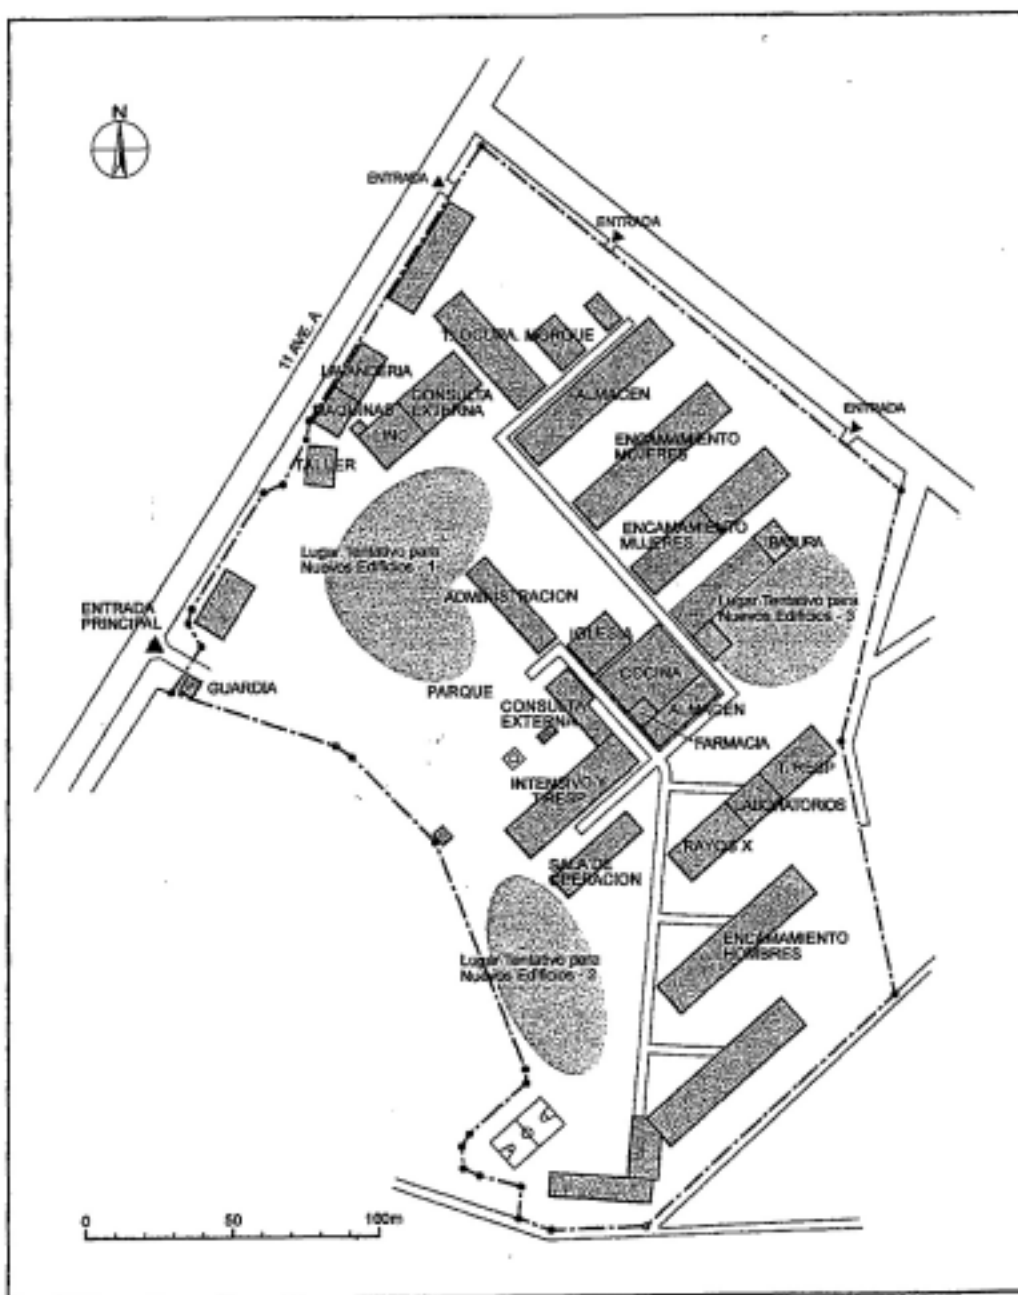 N
ENTRADA
ENTRADA
11 AVE. A
T. OCUPA.
MORGUE
LAVANDERIA
CONSULTA
EXTERNA
ALMACEN
MAQUINAS
LINC
ENTRADA
TALLER
ENCAMAMIENTO
MUJERES
ENCAMAMIENTO
MUJERES
BASURA
Lugar Tentativo para
Nuevos Edificios - 1
ADMINISTRACION
Lugar Tentativo para
Nuevos Edificios - 3
ENTRADA
PRINCIPAL
IGLESIA
COCINA
GUARDIA
PARQUE
CONSULTA
EXTERNA
ALMACEN
FARMACIA
INTENSIVO Y
T.RESP.
T. RESP
LABORATORIOS
RAYOS X
SALA DE
OPERACION
ENCAMAMIENTO
HOMBRES
Lugar Tentativo para
Nuevos Edificios - 2
0 50 100m